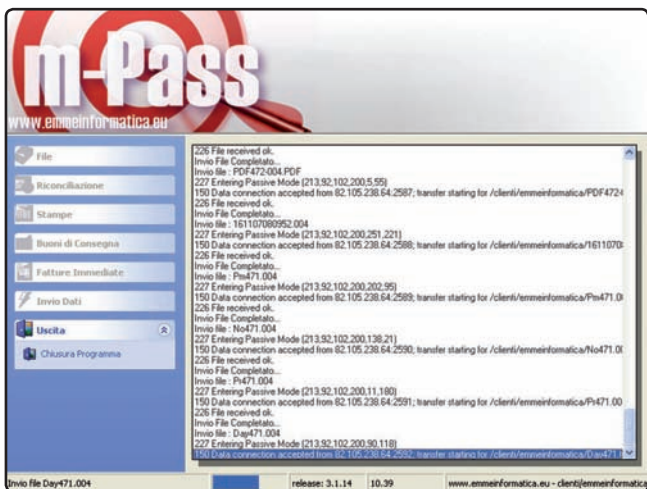 m-Pass
www.emmeinformatica.eu
File
Riconciliazione
Stampe
Buoni di Consegna
Fatture Immediate
Invio Dati
Uscita
Chiusura Programma
226 File received ok.
Invio File Completato...
Invio file : PDF472-004.PDF
227 Entering Passive Mode (213,92,102,200,5,55)
150 Data connection accepted from 82.105.238.64:2587; transfer starting for /clienti/emmeinformatica/PDF472-
226 File received ok.
Invio File Completato...
Invio file : 161107080952.004
227 Entering Passive Mode (213,92,102,200,251,221)
150 Data connection accepted from 82.105.238.64:2588; transfer starting for /clienti/emmeinformatica/1611070
226 File received ok.
Invio File Completato...
Invio file : Pm471.004
227 Entering Passive Mode (213,92,102,200,202,95)
150 Data connection accepted from 82.105.238.64:2589; transfer starting for /clienti/emmeinformatica/Pm471.0
226 File received ok.
Invio File Completato...
Invio file : No471.004
227 Entering Passive Mode (213,92,102,200,138,21)
150 Data connection accepted from 82.105.238.64:2590; transfer starting for /clienti/emmeinformatica/No471.0
226 File received ok.
Invio File Completato...
Invio file : Pr471.004
227 Entering Passive Mode (213,92,102,200,11,180)
150 Data connection accepted from 82.105.238.64:2591; transfer starting for /clienti/emmeinformatica/Pr471.00
226 File received ok.
Invio File Completato...
Invio file : Day471.004
227 Entering Passive Mode (213,92,102,200,90,118)
150 Data connection accepted from 82.105.238.64:2592; transfer starting for /clienti/emmeinformatica/Day471.
Invio file Day471.004
release: 3.1.14
10.39
www.emmeinformatica.eu - clienti/emmeinformatica